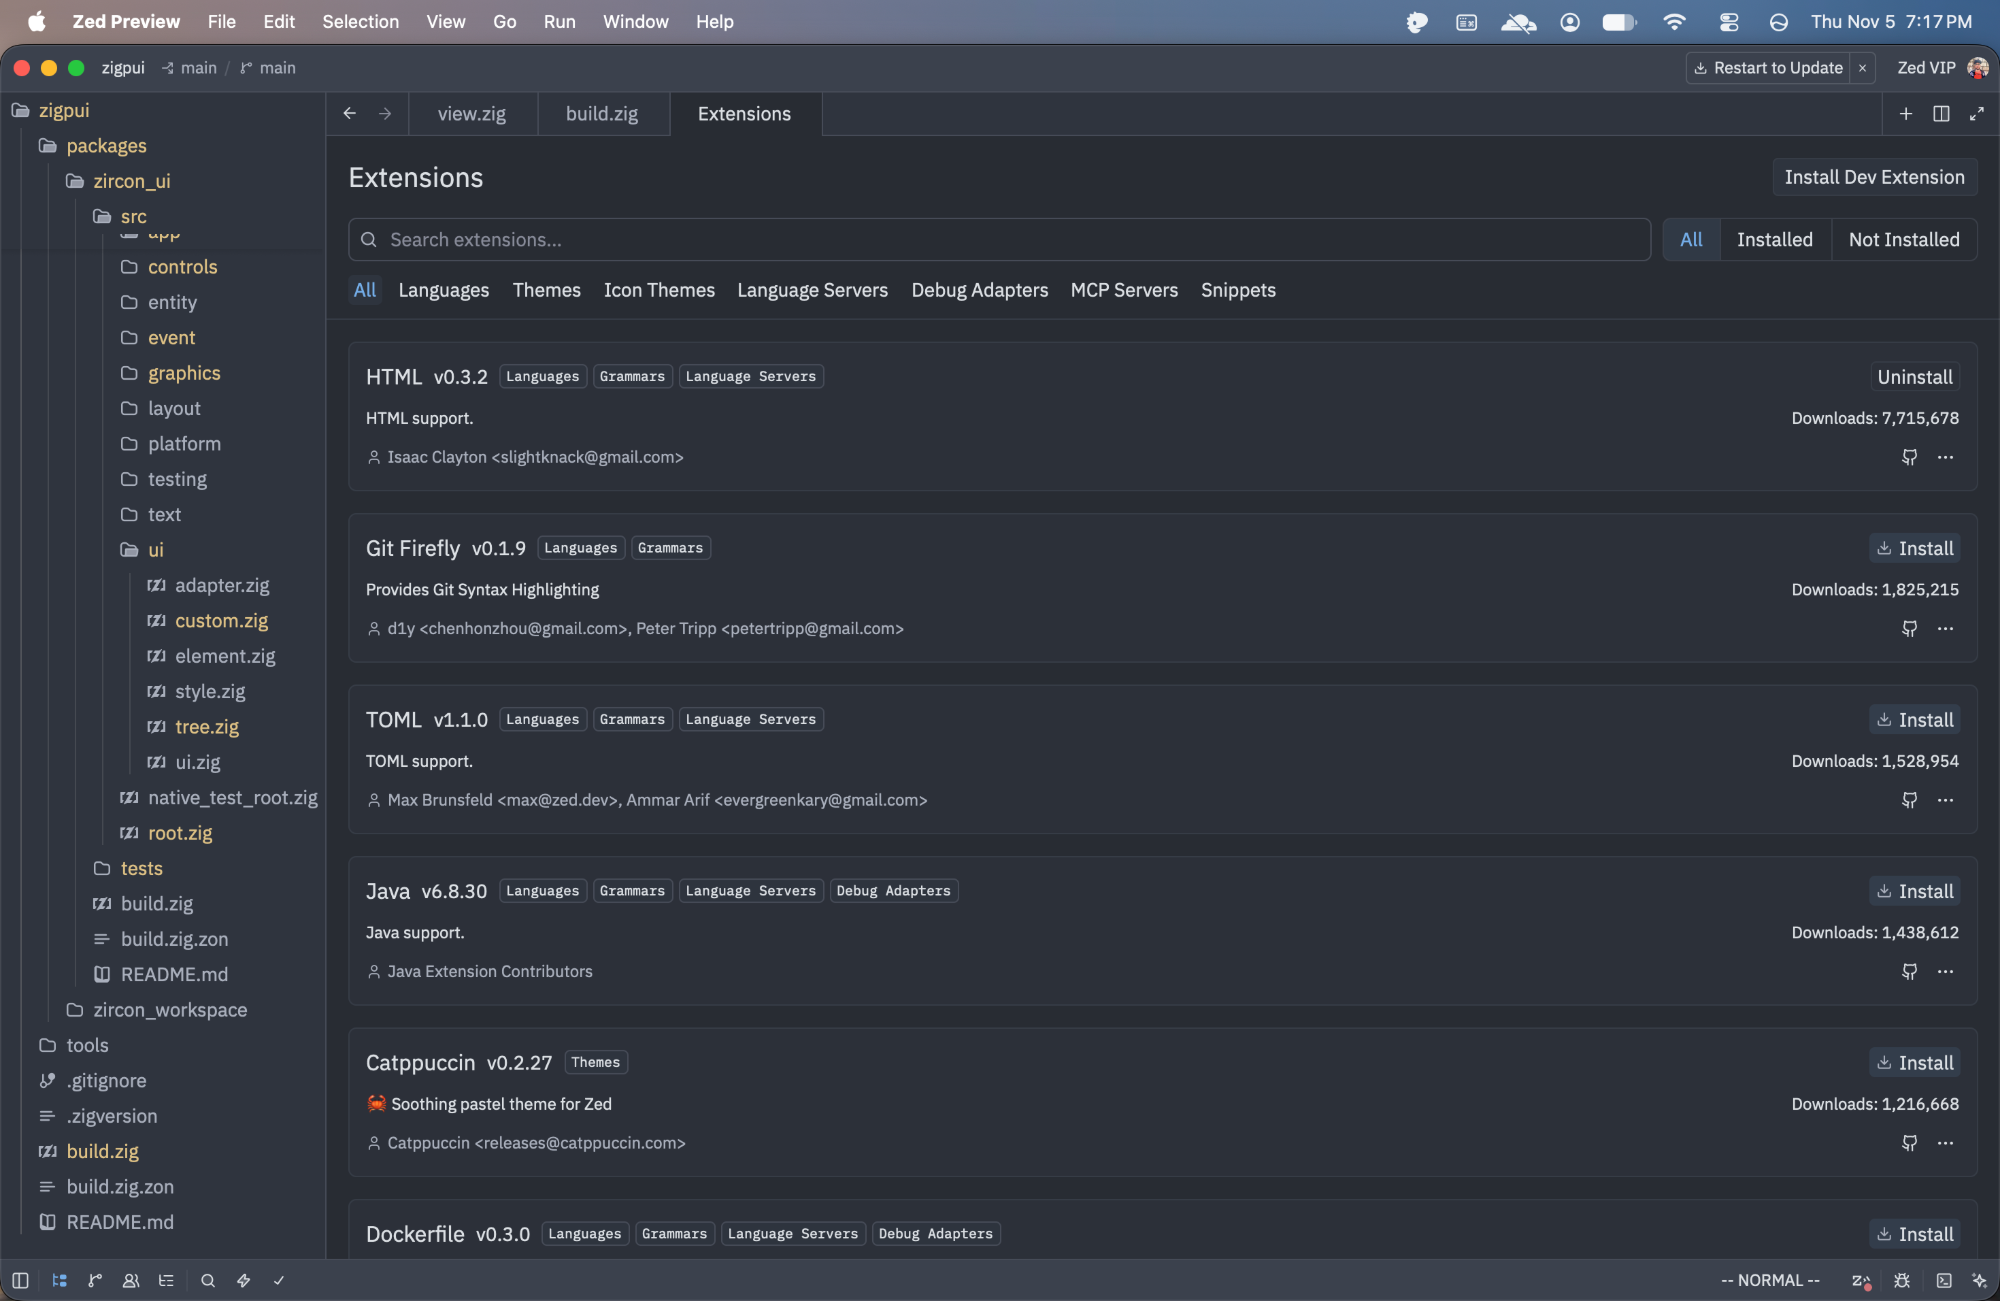 Zed Preview File Edit Selection View Go Run Window Help Thu Nov 5 7:17 PM
zigpui main / main Restart to Update Zed VIP
zigpui
packages
zircon_ui
src
app
controls
entity
event
graphics
layout
platform
testing
text
ui
adapter.zig
custom.zig
element.zig
style.zig
tree.zig
ui.zig
native_test_root.zig
root.zig
tests
build.zig
build.zig.zon
README.md
zircon_workspace
tools
.gitignore
.zigversion
build.zig
build.zig.zon
README.md
view.zig build.zig Extensions
Extensions Install Dev Extension
Search extensions... All Installed Not Installed
All Languages Themes Icon Themes Language Servers Debug Adapters MCP Servers Snippets
HTML v0.3.2 Languages Grammars Language Servers Uninstall
HTML support. Downloads: 7,715,678
Isaac Clayton <slightknack@gmail.com>
Git Firefly v0.1.9 Languages Grammars Install
Provides Git Syntax Highlighting Downloads: 1,825,215
d1y <chenhonzhou@gmail.com>, Peter Tripp <petertripp@gmail.com>
TOML v1.1.0 Languages Grammars Language Servers Install
TOML support. Downloads: 1,528,954
Max Brunsfeld <max@zed.dev>, Ammar Arif <evergreenkary@gmail.com>
Java v6.8.30 Languages Grammars Language Servers Debug Adapters Install
Java support. Downloads: 1,438,612
Java Extension Contributors
Catppuccin v0.2.27 Themes Install
🦀 Soothing pastel theme for Zed Downloads: 1,216,668
Catppuccin <releases@catppuccin.com>
Dockerfile v0.3.0 Languages Grammars Language Servers Debug Adapters Install
-- NORMAL --